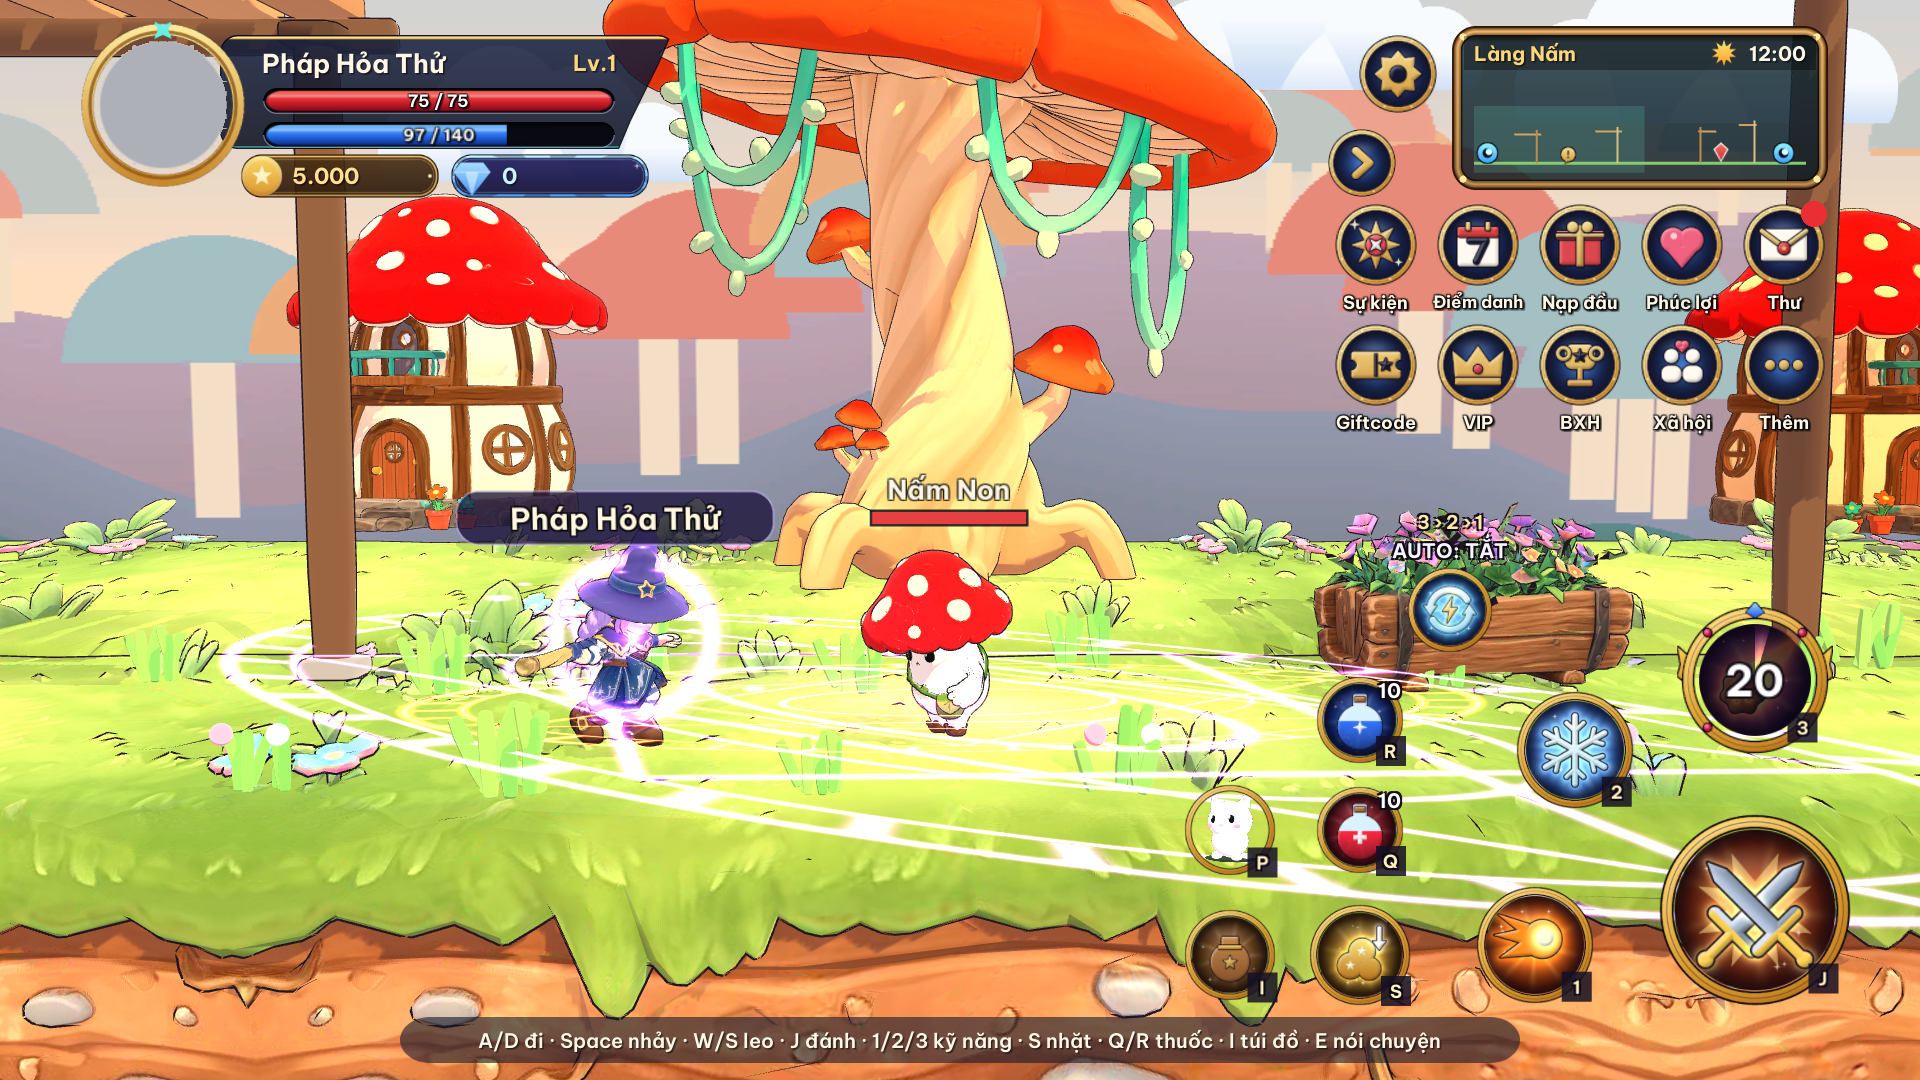 Pháp Hỏa Thử
Lv.1
75 / 75
97 / 140
5.000
0
Làng Nấm
12:00
7
Sự kiện
Điểm danh
Nạp đầu
Phúc lợi
Thư
Giftcode
VIP
BXH
Xã hội
Thêm
Nấm Non
Pháp Hỏa Thử
3>2>1
AUTO: TẮT
20
3
10
R
2
10
Q
P
I
S
1
J
A/D đi · Space nhảy · W/S leo · J đánh · 1/2/3 kỹ năng · S nhặt · Q/R thuốc · I túi đồ · E nói chuyện